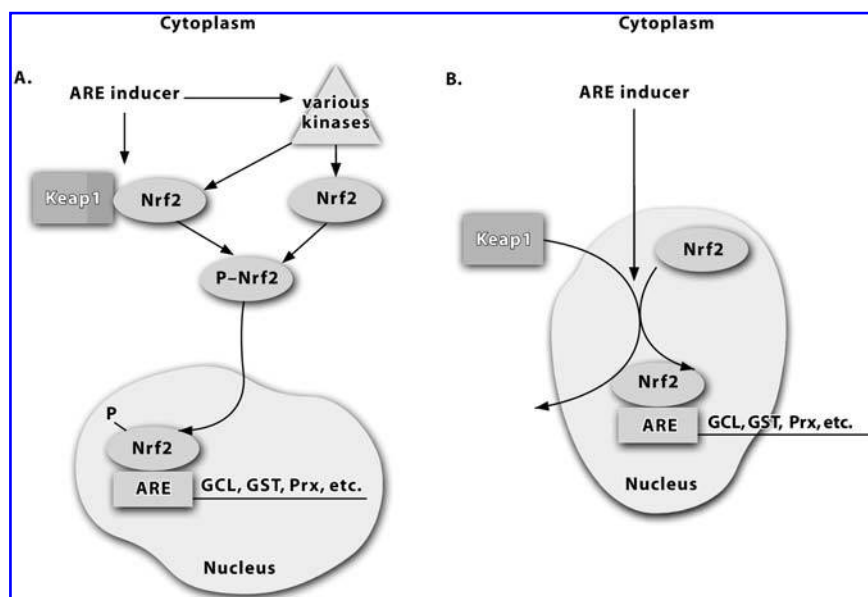 Cytoplasm
A.
ARE inducer
various
kinases
Keap1
Nrf2
Nrf2
P–Nrf2
P
Nrf2
ARE
GCL, GST, Prx, etc.
Nucleus
Cytoplasm
B.
ARE inducer
Keap1
Nrf2
Nrf2
ARE
GCL, GST, Prx, etc.
Nucleus